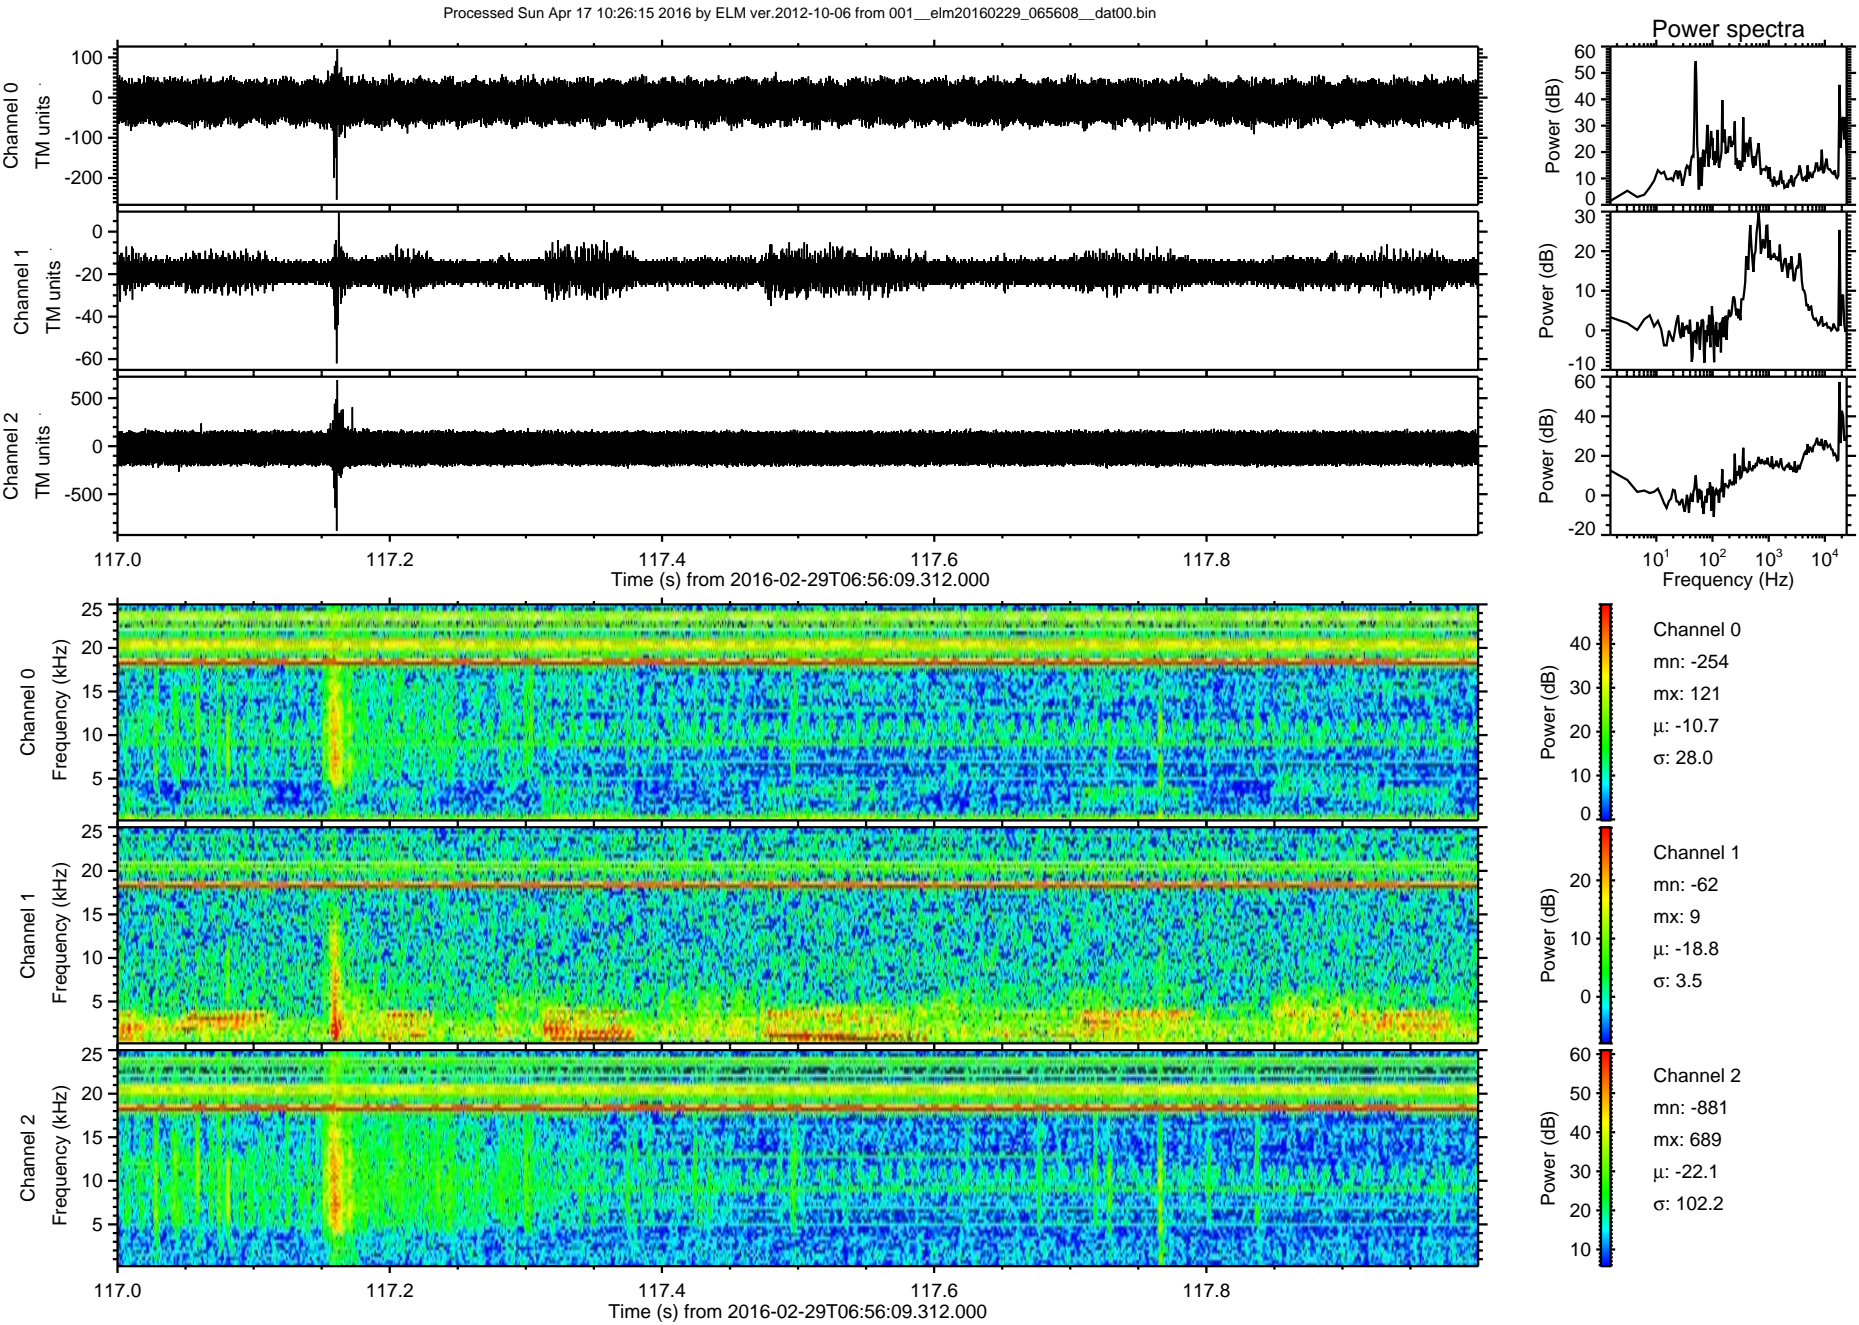 Processed Sun Apr 17 10:26:15 2016 by ELM ver.2012-10-06 from 001__elm20160229_065608__dat00.bin
Power spectra
Channel 0
TM units
100
0
-100
-200
Power (dB)
60
50
40
30
20
10
0
Channel 1
TM units
0
-20
-40
-60
Power (dB)
30
20
10
0
-10
Channel 2
TM units
500
0
-500
Power (dB)
60
40
20
0
-20
117.0 117.2 117.4 117.6 117.8
Time (s) from 2016-02-29T06:56:09.312.000
10^1 10^2 10^3 10^4
Frequency (Hz)
Channel 0
Frequency (kHz)
25
20
15
10
5
Power (dB)
40
30
20
10
0
Channel 0
mn: -254
mx: 121
μ: -10.7
σ: 28.0
Channel 1
Frequency (kHz)
25
20
15
10
5
Power (dB)
20
10
0
Channel 1
mn: -62
mx: 9
μ: -18.8
σ: 3.5
Channel 2
Frequency (kHz)
25
20
15
10
5
Power (dB)
60
50
40
30
20
10
Channel 2
mn: -881
mx: 689
μ: -22.1
σ: 102.2
117.0 117.2 117.4 117.6 117.8
Time (s) from 2016-02-29T06:56:09.312.000